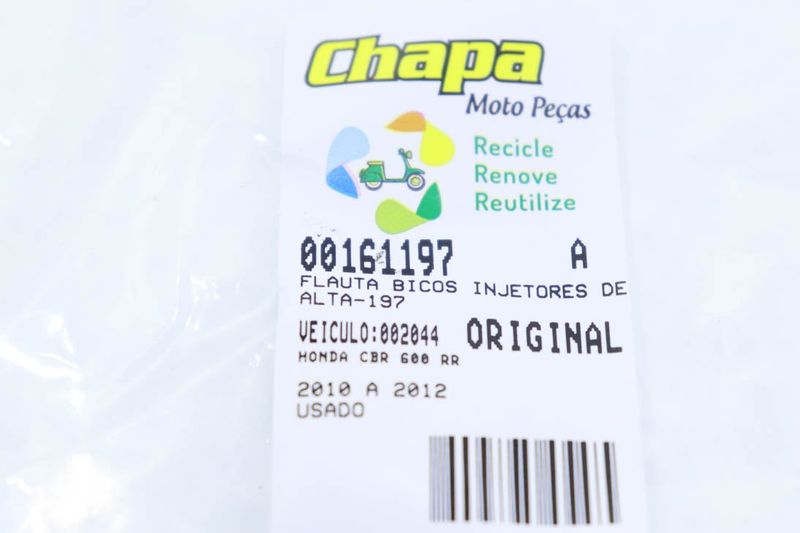 Chapa
Moto Peças
Recicle
Renove
Reutilize
00161197 A
FLAUTA BICOS INJETORES DE
ALTA-197
VEICULO:002044 ORIGINAL
HONDA CBR 600 RR
2010 A 2012
USADO